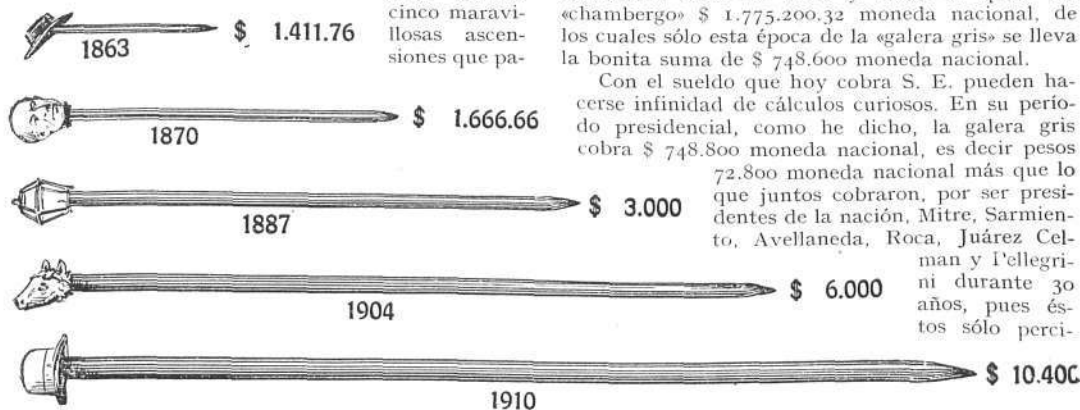 cinco maravi-
llosas ascen-
siones que pa-
«chambergo» $ 1.775.200.32 moneda nacional, de
los cuales sólo esta época de la «galera gris» se lleva
la bonita suma de $ 748.600 moneda nacional.
Con el sueldo que hoy cobra S. E. pueden ha-
cerse infinidad de cálculos curiosos. En su perío-
do presidencial, como he dicho, la galera gris
cobra $ 748.800 moneda nacional, es decir pesos
72.800 moneda nacional más que lo
que juntos cobraron, por ser presi-
dentes de la nación, Mitre, Sarmien-
to, Avellaneda, Roca, Juárez Cel-
man y Pellegri-
ni durante 30
años, pues és-
tos sólo perci-
1863 $ 1.411.76
1870 $ 1.666.66
1887 $ 3.000
1904 $ 6.000
1910 $ 10.400